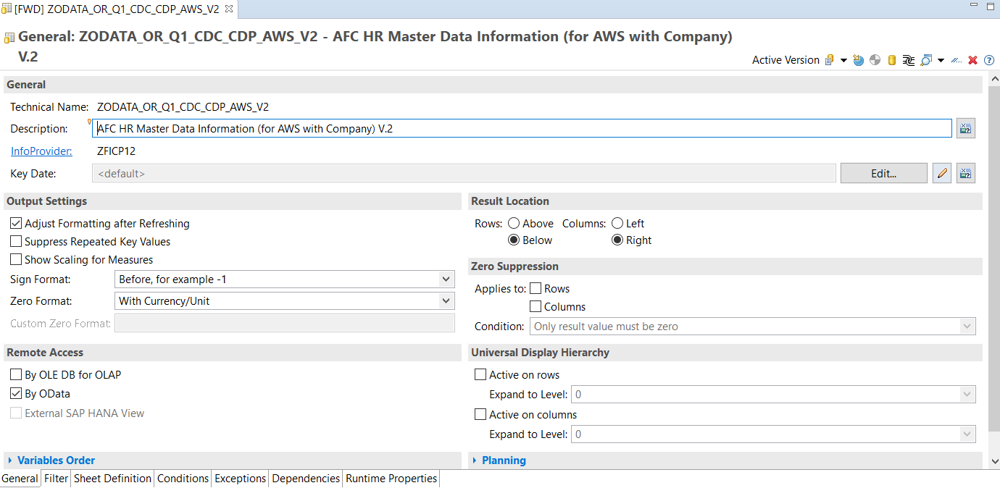 [FWD] ZODATA_OR_Q1_CDC_CDP_AWS_V2
General: ZODATA_OR_Q1_CDC_CDP_AWS_V2 - AFC HR Master Data Information (for AWS with Company)
V.2
Active Version
General
Technical Name: ZODATA_OR_Q1_CDC_CDP_AWS_V2
Description: AFC HR Master Data Information (for AWS with Company) V.2
InfoProvider: ZFICP12
Key Date: <default> Edit...
Output Settings
Adjust Formatting after Refreshing
Suppress Repeated Key Values
Show Scaling for Measures
Sign Format: Before, for example -1
Zero Format: With Currency/Unit
Custom Zero Format:
Result Location
Rows: Above Columns: Left
Below Right
Zero Suppression
Applies to: Rows
Columns
Condition: Only result value must be zero
Remote Access
By OLE DB for OLAP
By OData
External SAP HANA View
Universal Display Hierarchy
Active on rows
Expand to Level: 0
Active on columns
Expand to Level: 0
Variables Order
Planning
General Filter Sheet Definition Conditions Exceptions Dependencies Runtime Properties